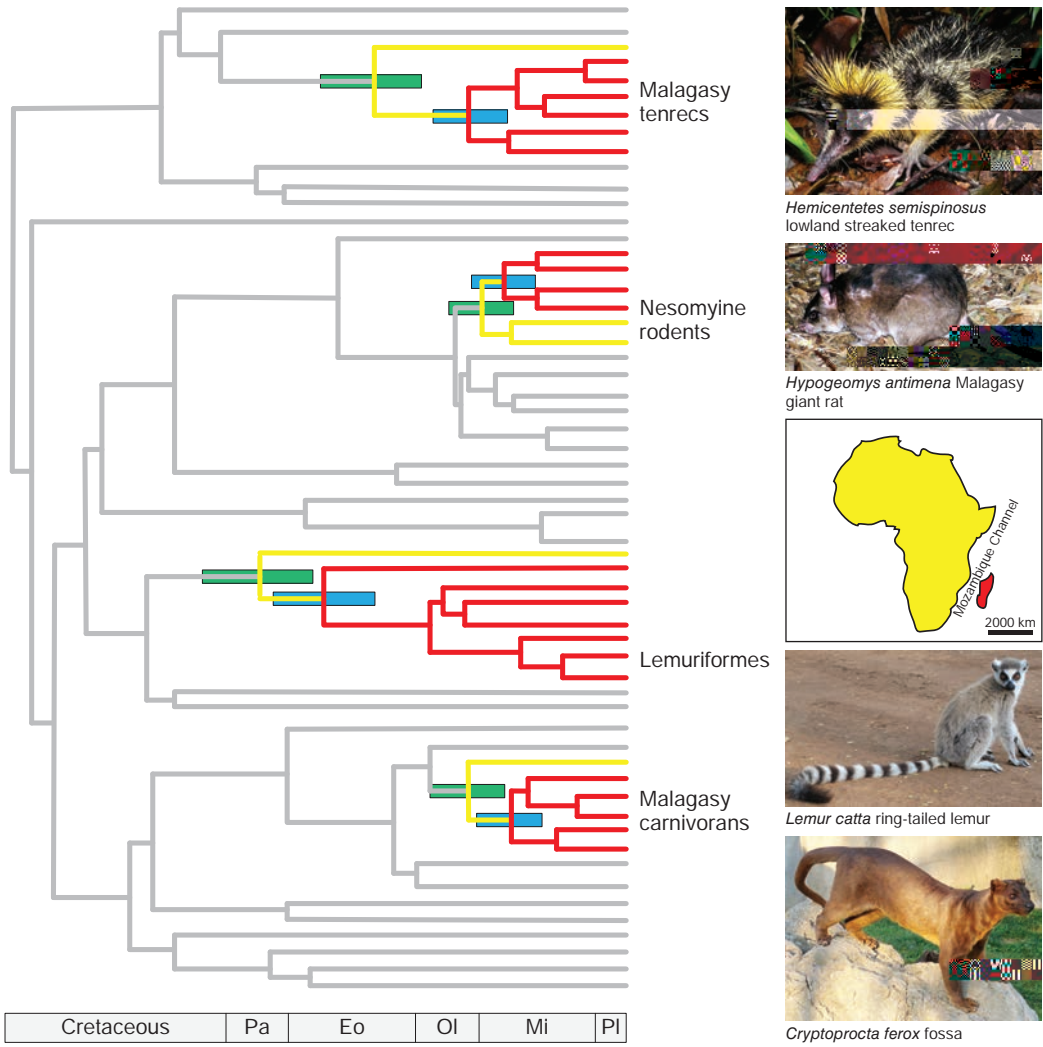 Malagasy
tenrecs
Nesomyine
rodents
Lemuriformes
Malagasy
carnivorans
Cretaceous
Pa
Eo
Ol
Mi
Pl
Hemicentetes semispinosus
lowland streaked tenrec
Hypogeomys antimena Malagasy
giant rat
Mozambique Channel
2000 km
Lemur catta ring-tailed lemur
Cryptoprocta ferox fossa